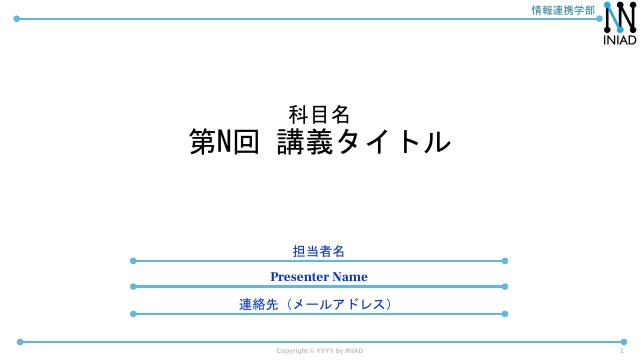 情報連携学部
INIAD
科目名
第N回 講義タイトル
担当者名
Presenter Name
連絡先（メールアドレス）
Copyright © YYYY by INIAD
1